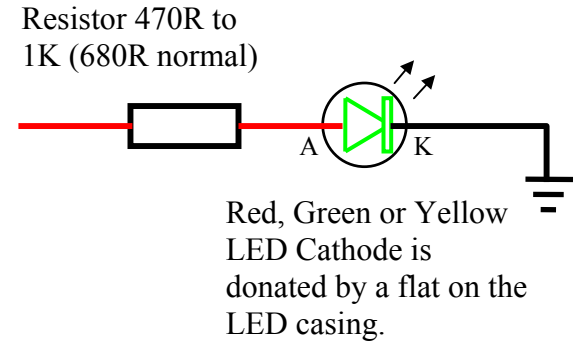 Resistor 470R to
1K (680R normal)
A
K
Red, Green or Yellow
LED Cathode is
donated by a flat on the
LED casing.